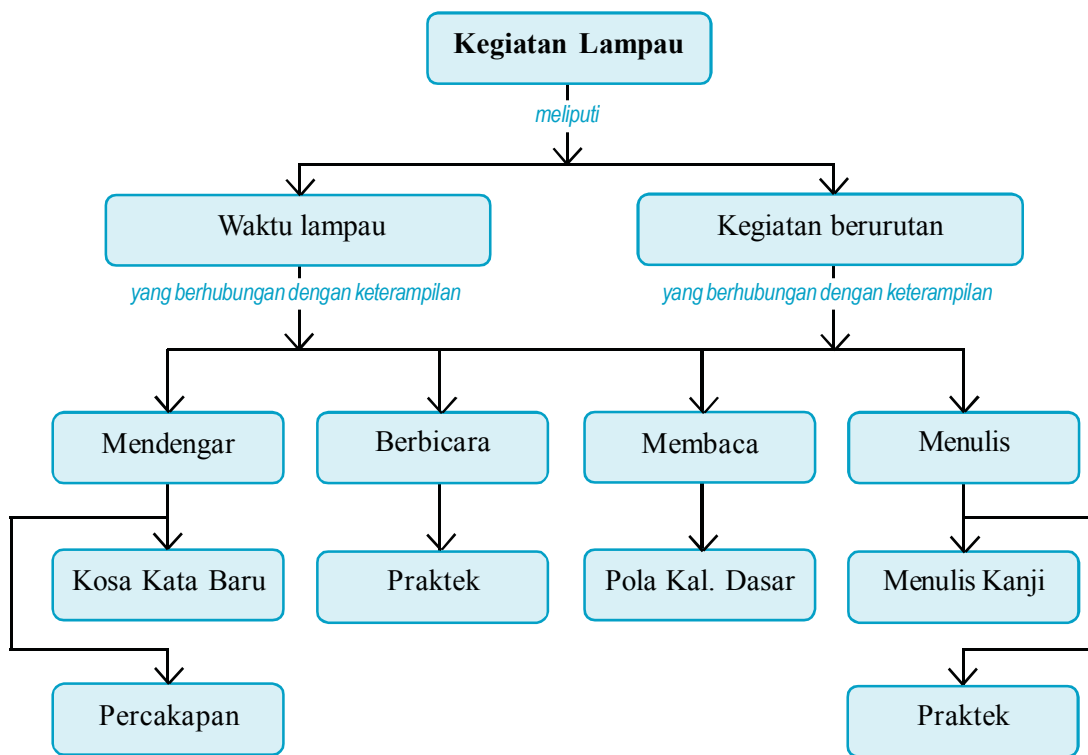 Kegiatan Lampau
meliputi
Waktu lampau
Kegiatan berurutan
yang berhubungan dengan keterampilan
yang berhubungan dengan keterampilan
Mendengar
Berbicara
Membaca
Menulis
Kosa Kata Baru
Praktek
Pola Kal. Dasar
Menulis Kanji
Percakapan
Praktek